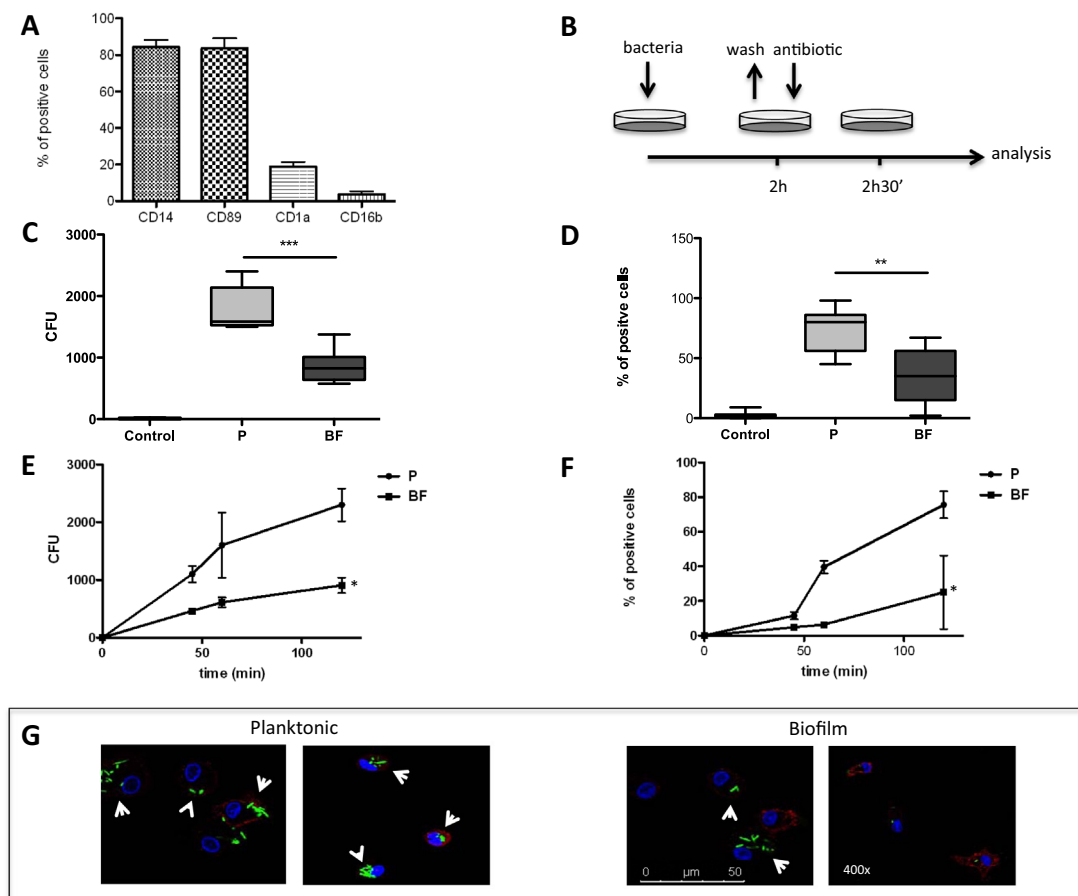 A
% of positive cells
100
80
60
40
20
0
CD14 CD89 CD1a CD16b
B
bacteria wash antibiotic
analysis
2h 2h30'
C
CFU
3000
2000
1000
0
***
Control P BF
D
% of positve cells
150
100
50
0
**
Control P BF
E
CFU
3000
2000
1000
0
P
BF
*
0 50 100
time (min)
F
% of positive cells
100
80
60
40
20
0
P
BF
*
0 50 100
time (min)
G
Planktonic Biofilm
0 µm 50
400x